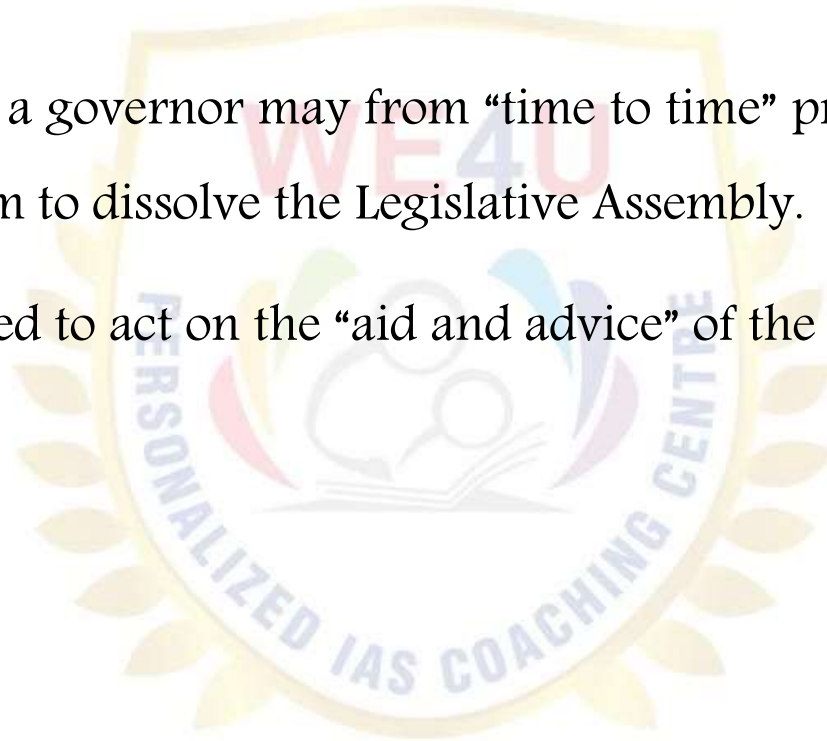 a governor may from “time to time” pr
m to dissolve the Legislative Assembly.
ed to act on the “aid and advice” of the
WE4U
PERSONALIZED IAS COACHING CENTRE